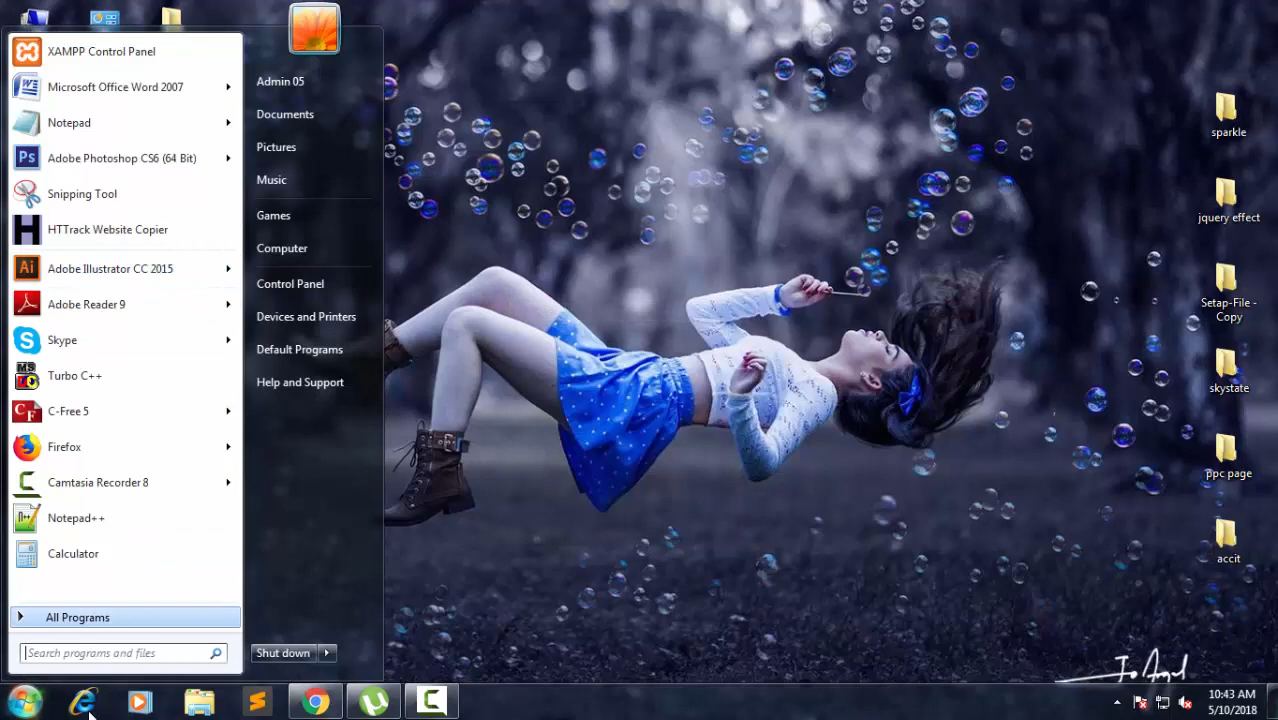 XAMPP Control Panel
Microsoft Office Word 2007
Notepad
Adobe Photoshop CS6 (64 Bit)
Snipping Tool
HTTrack Website Copier
Adobe Illustrator CC 2015
Adobe Reader 9
Skype
Turbo C++
C-Free 5
Firefox
Camtasia Recorder 8
Notepad++
Calculator
All Programs
Search programs and files
Admin 05
Documents
Pictures
Music
Games
Computer
Control Panel
Devices and Printers
Default Programs
Help and Support
Shut down
sparkle
jquery effect
Setap-File -
Copy
skystate
ppc page
accit
10:43 AM
5/10/2018